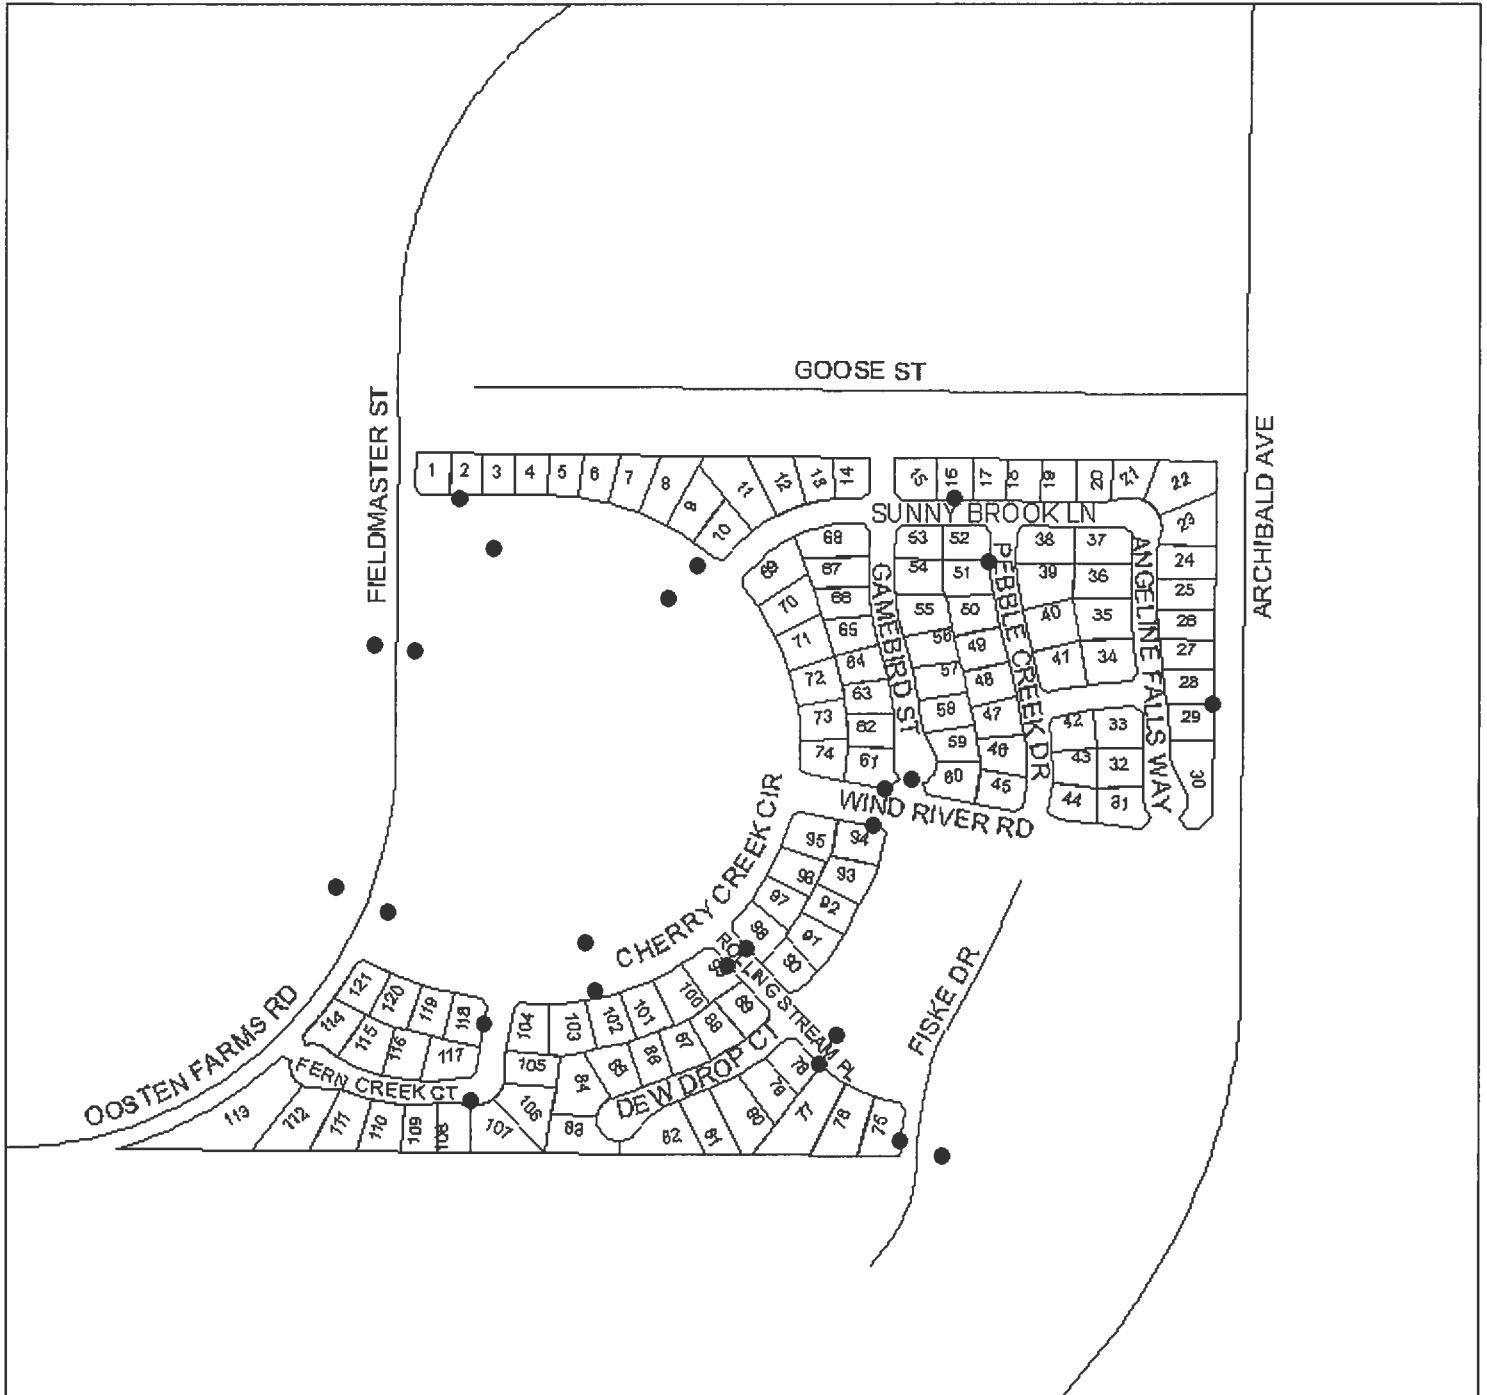 GOOSE ST
FIELDMASTER ST
ARCHIBALD AVE
1 2 3 4 5 6 7 8 9 10 11 12 13 14
15 16 17 18 19 20 21 22
23
24
25
26
27
28
29
30
SUNNY BROOK LN
ANGELINE FALLS WAY
PEBBLE CREEK DR
GAMEBIRD ST
68 53 52 38 37
67 54 51 39 36
66 55 50 40 35
65 56 49 41 34
64 57 48
63 58 47 42 33
62 59 46 43 32
61 60 45 44 31
69
70
71
72
73
74
WIND RIVER RD
CHERRY CREEK CIR
95 94
96 93
97 92
98 91
90
ROLLING STREAM PL
FISKE DR
121 120 119 118
114 115 116 117
OOSTEN FARMS RD
FERN CREEK CT
104 103 102 101 100
105 84 85 86 87 88 89
DEW DROP CT
113 112 111 110 109 108 107 106
83 82 81 80 79 78
77 76 75